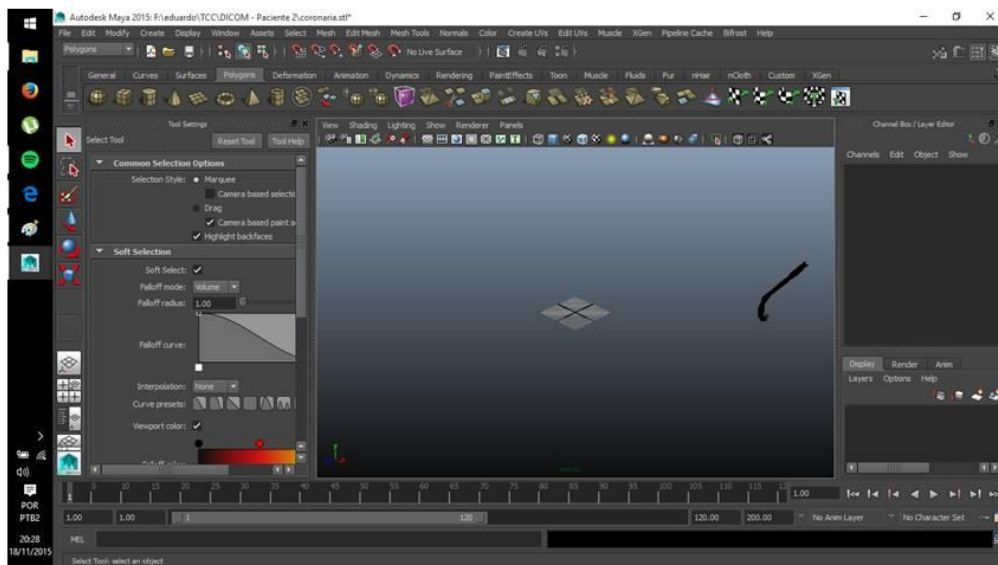 Autodesk Maya 2015: F:\eduardo\TCC\DICOM - Paciente 2\coronaria.stl*
File Edit Modify Create Display Window Assets Select Mesh Edit Mesh Mesh Tools Normals Color Create UVs Edit UVs Muscle XGen Pipeline Cache Bifrost Help
Polygons
No Live Surface
General Curves Surfaces Polygons Deformation Animation Dynamics Rendering PaintEffects Toon Muscle Fluids Fur nHair nCloth Custom XGen
Tool Settings
View Shading Lighting Show Renderer Panels
Channel Box / Layer Editor
Select Tool
Reset Tool
Tool Help
Channels Edit Object Show
Common Selection Options
Selection Style: Marquee
Camera based selectio
Drag
Camera based paint s
Highlight backfaces
Soft Selection
Soft Select:
Falloff mode: Volume
Falloff radius: 1.00
Falloff curve:
Interpolation: None
Curve presets:
Viewport color:
Falloff color:
Display Render Anim
Layers Options Help
5 10 15 20 25 30 35 40 45 50 55 60 65 70 75 80 85 90 95 100 105 110 115 12
1
1.00
1.00 1.00 1 120 120.00 200.00 No Anim Layer No Character Set
MEL
Select Tool: select an object
POR
PTB2
20:28
18/11/2015